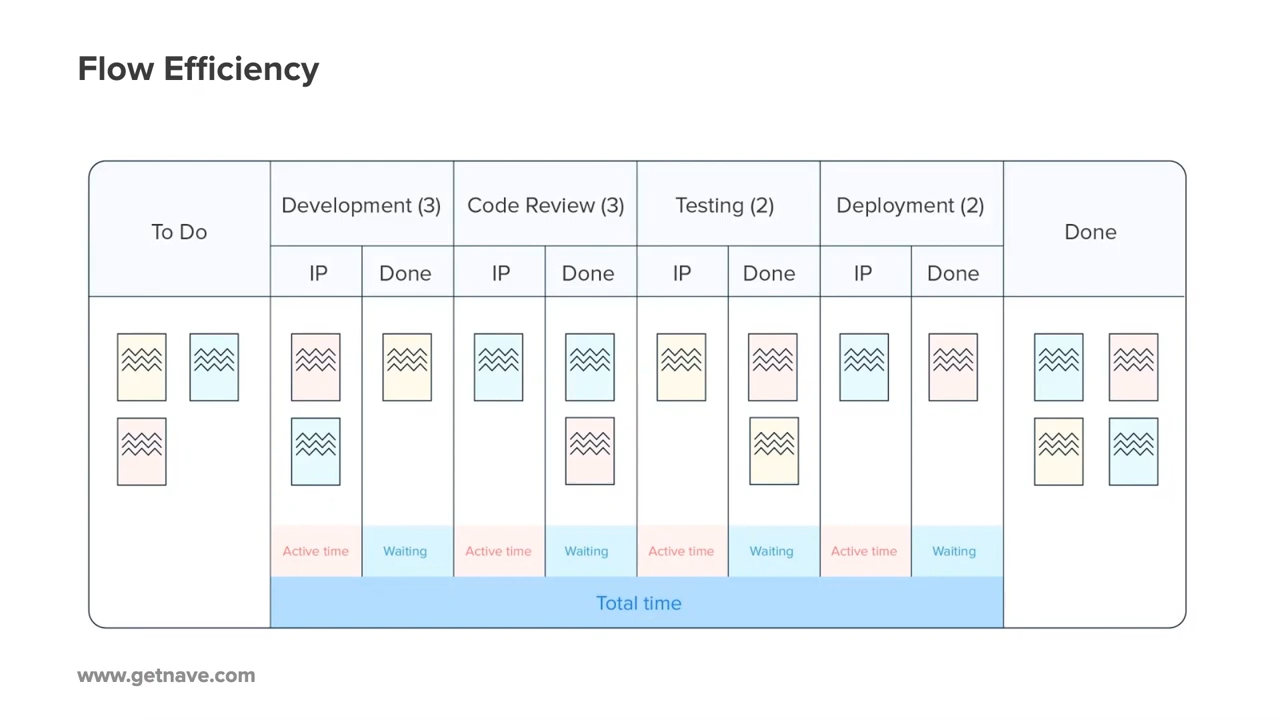 Flow Efficiency
To Do
Development (3)
Code Review (3)
Testing (2)
Deployment (2)
Done
IP
Done
IP
Done
IP
Done
IP
Done
Active time
Waiting
Active time
Waiting
Active time
Waiting
Active time
Waiting
Total time
www.getnave.com